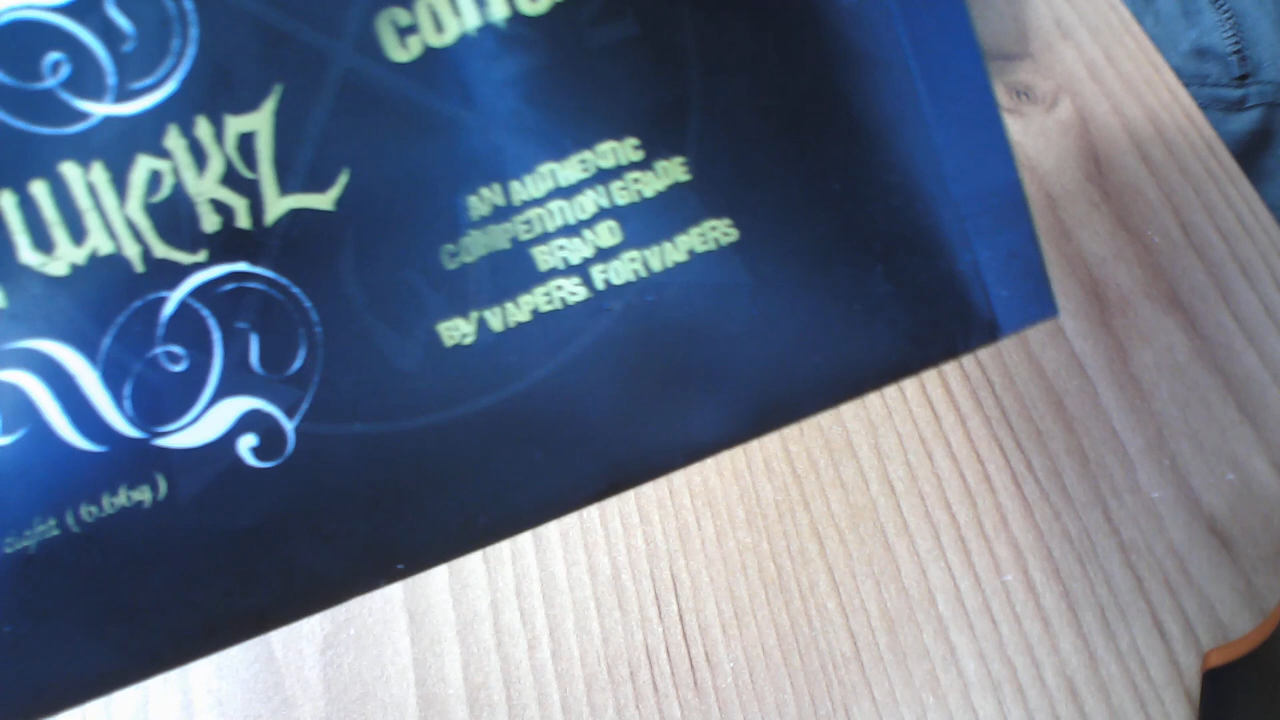 WICKZ
AN AUTHENTIC
COMPETITION GRADE
BRAND
BY VAPERS FOR VAPERS